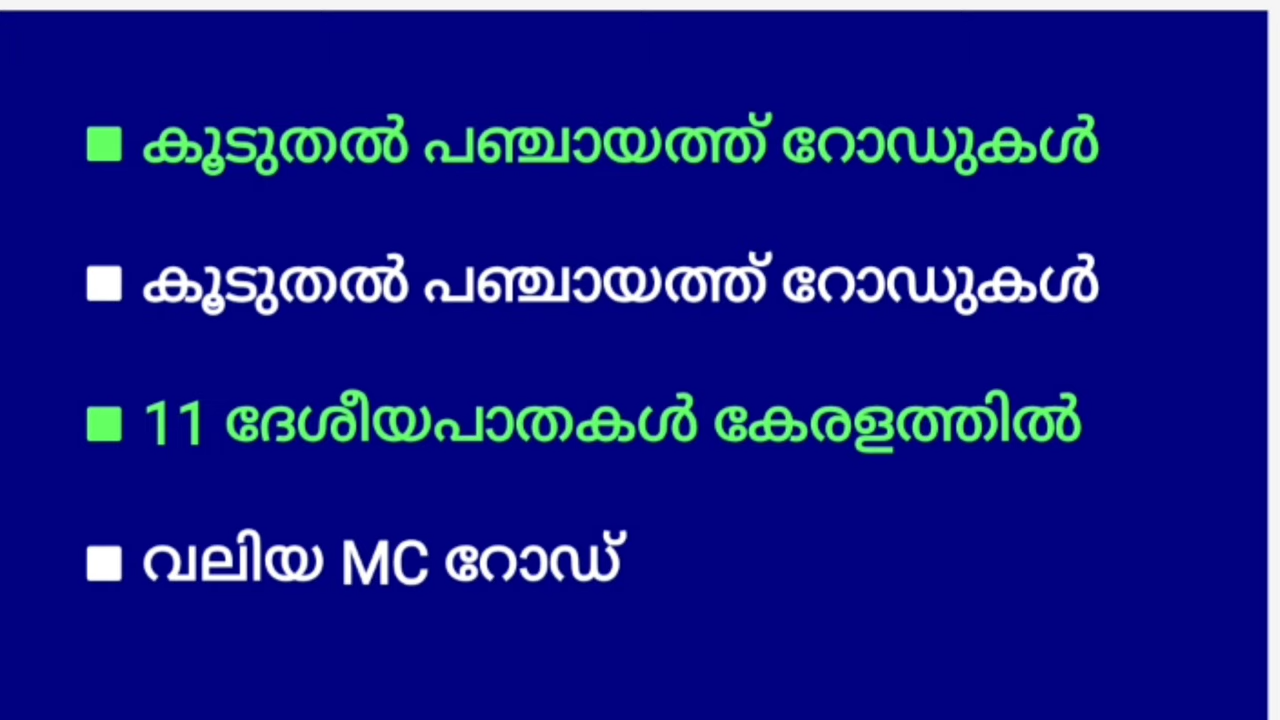 ■ കൂടുതൽ പഞ്ചായത്ത് റോഡുകൾ
■ കൂടുതൽ പഞ്ചായത്ത് റോഡുകൾ
■ 11 ദേശീയപാതകൾ കേരളത്തിൽ
■ വലിയ MC റോഡ്